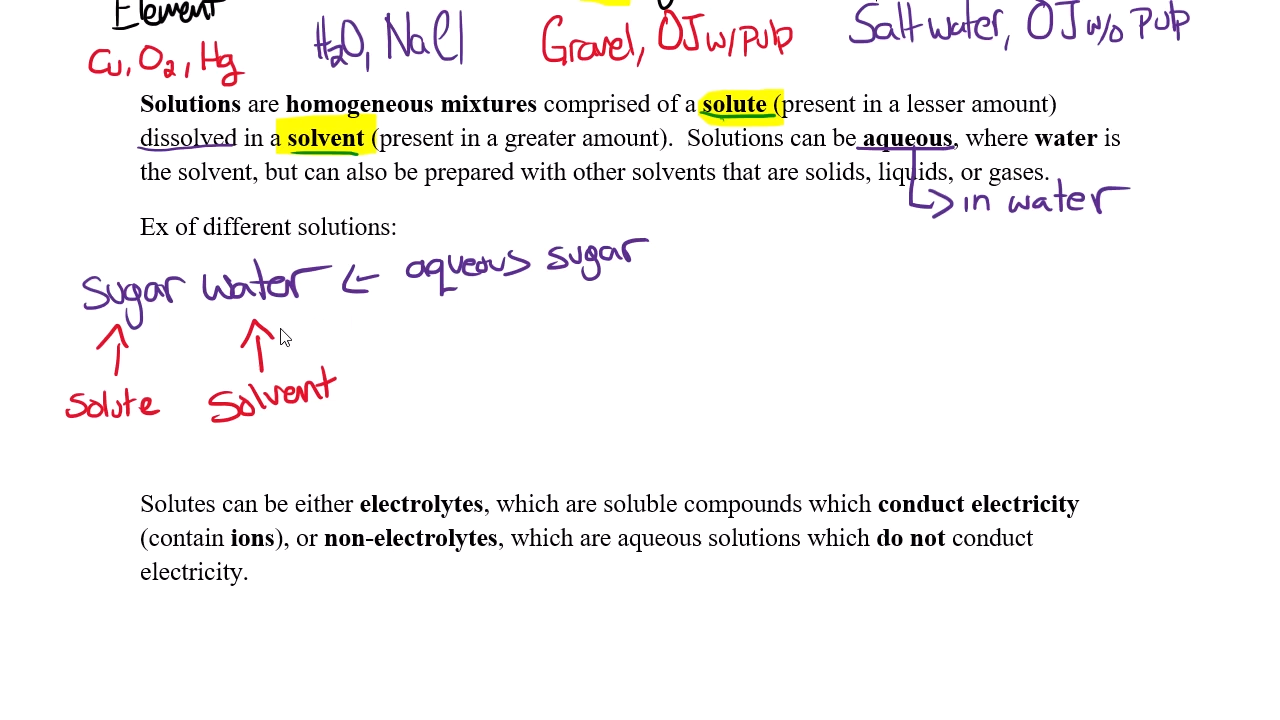 Element
Cu, O₂, Hg
H₂O, NaCl
Gravel, OJ w/ Pulp
Salt water, OJ w/o Pulp
Solutions are homogeneous mixtures comprised of a solute (present in a lesser amount)
dissolved in a solvent (present in a greater amount). Solutions can be aqueous, where water is
the solvent, but can also be prepared with other solvents that are solids, liquids, or gases.
in water
Ex of different solutions:
Sugar Water ← aqueous sugar
Solute Solvent
Solutes can be either electrolytes, which are soluble compounds which conduct electricity
(contain ions), or non-electrolytes, which are aqueous solutions which do not conduct
electricity.